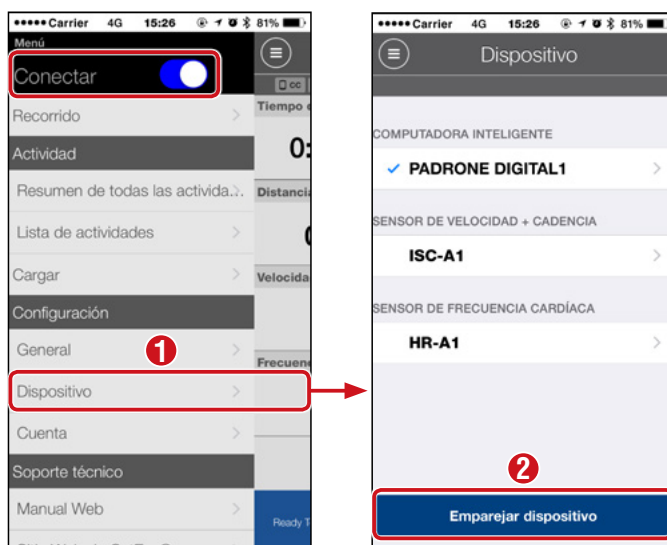 Carrier 4G 15:26 81%
Menú
Conectar
Recorrido
Actividad
Resumen de todas las activida...
Lista de actividades
Cargar
Configuración
General
1
Dispositivo
Cuenta
Soporte técnico
Manual Web
cc
Tiempo
0:
Distancia
Velocida
Frecuen
Ready T
Carrier 4G 15:26 81%
Dispositivo
COMPUTADORA INTELIGENTE
PADRONE DIGITAL1
SENSOR DE VELOCIDAD + CADENCIA
ISC-A1
SENSOR DE FRECUENCIA CARDÍACA
HR-A1
2
Emparejar dispositivo